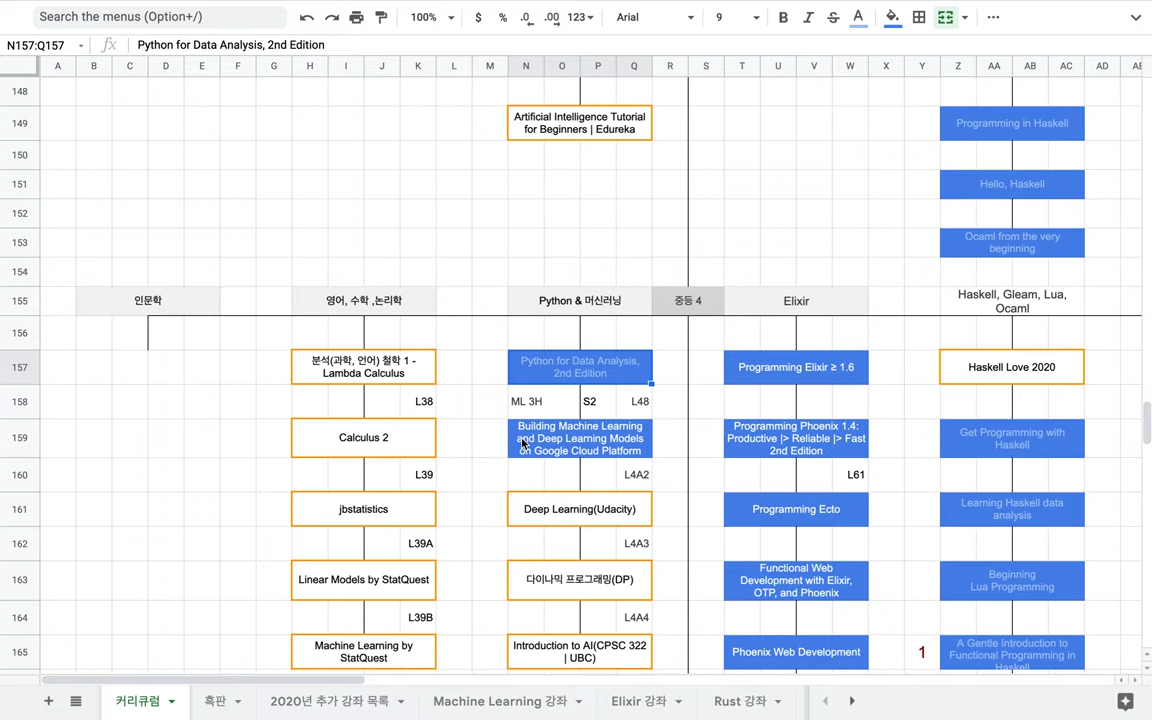 Search the menus (Option+/)
100%
$
%
.0
.00
123
Arial
9
B
I
S
A
N157:Q157
fx
Python for Data Analysis, 2nd Edition
A B C D E F G H I J K L M N O P Q R S T U V W X Y Z AA AB AC AD AE
148
149
Artificial Intelligence Tutorial
for Beginners | Edureka
Programming in Haskell
150
151
Hello, Haskell
152
153
Ocaml from the very
beginning
154
155
인문학
영어, 수학 ,논리학
Python & 머신러닝
중등 4
Elixir
Haskell, Gleam, Lua,
Ocaml
156
157
분석(과학, 언어) 철학 1 -
Lambda Calculus
Python for Data Analysis,
2nd Edition
Programming Elixir ≥ 1.6
Haskell Love 2020
158
L38
ML 3H
S2
L48
159
Calculus 2
Building Machine Learning
and Deep Learning Models
on Google Cloud Platform
Programming Phoenix 1.4:
Productive |> Reliable |> Fast
2nd Edition
Get Programming with
Haskell
160
L39
L4A2
L61
161
jbstatistics
Deep Learning(Udacity)
Programming Ecto
Learning Haskell data
analysis
162
L39A
L4A3
163
Linear Models by StatQuest
다이나믹 프로그래밍(DP)
Functional Web
Development with Elixir,
OTP, and Phoenix
Beginning
Lua Programming
164
L39B
L4A4
165
Machine Learning by
StatQuest
Introduction to AI(CPSC 322
| UBC)
Phoenix Web Development
1
A Gentle Introduction to
Functional Programming in
Haskell
커리큘럼
흑판
2020년 추가 강좌 목록
Machine Learning 강좌
Elixir 강좌
Rust 강좌